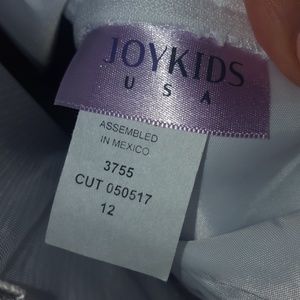 JOYKIDS
USA
ASSEMBLED
IN MEXICO
3755
CUT 050517
12